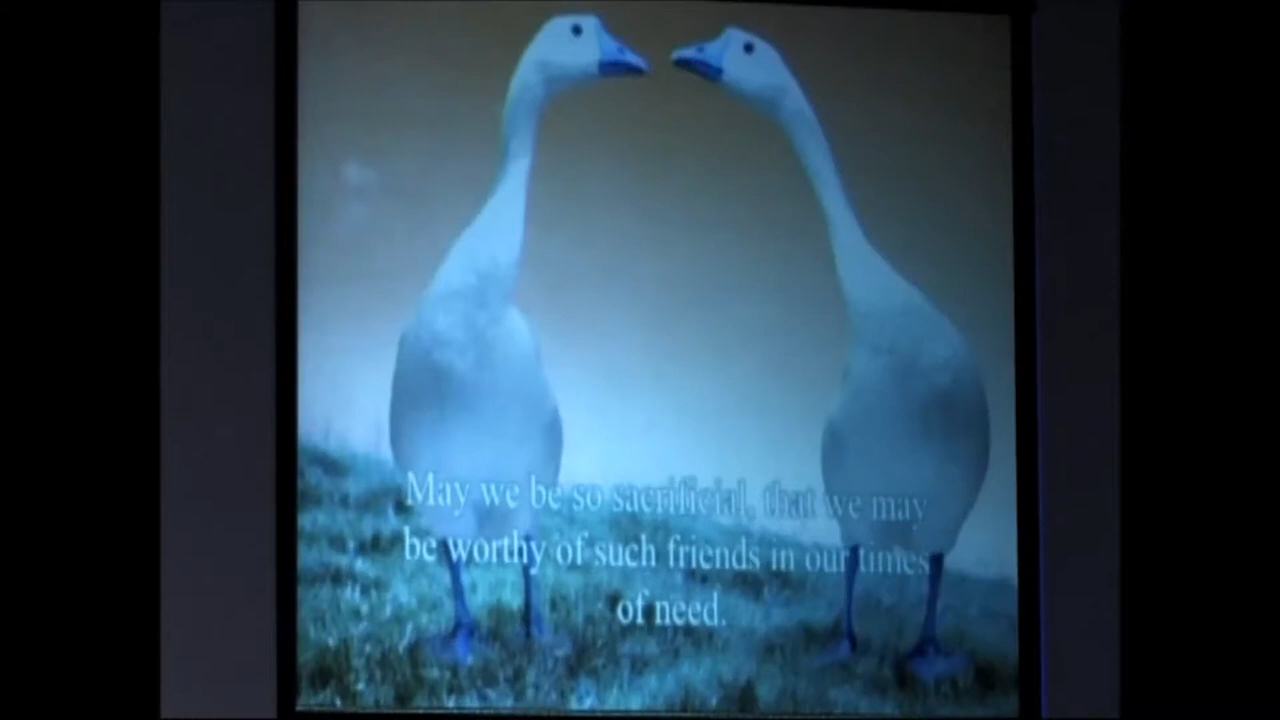 May we be so sacrificial, that we may
be worthy of such friends in our times
of need.